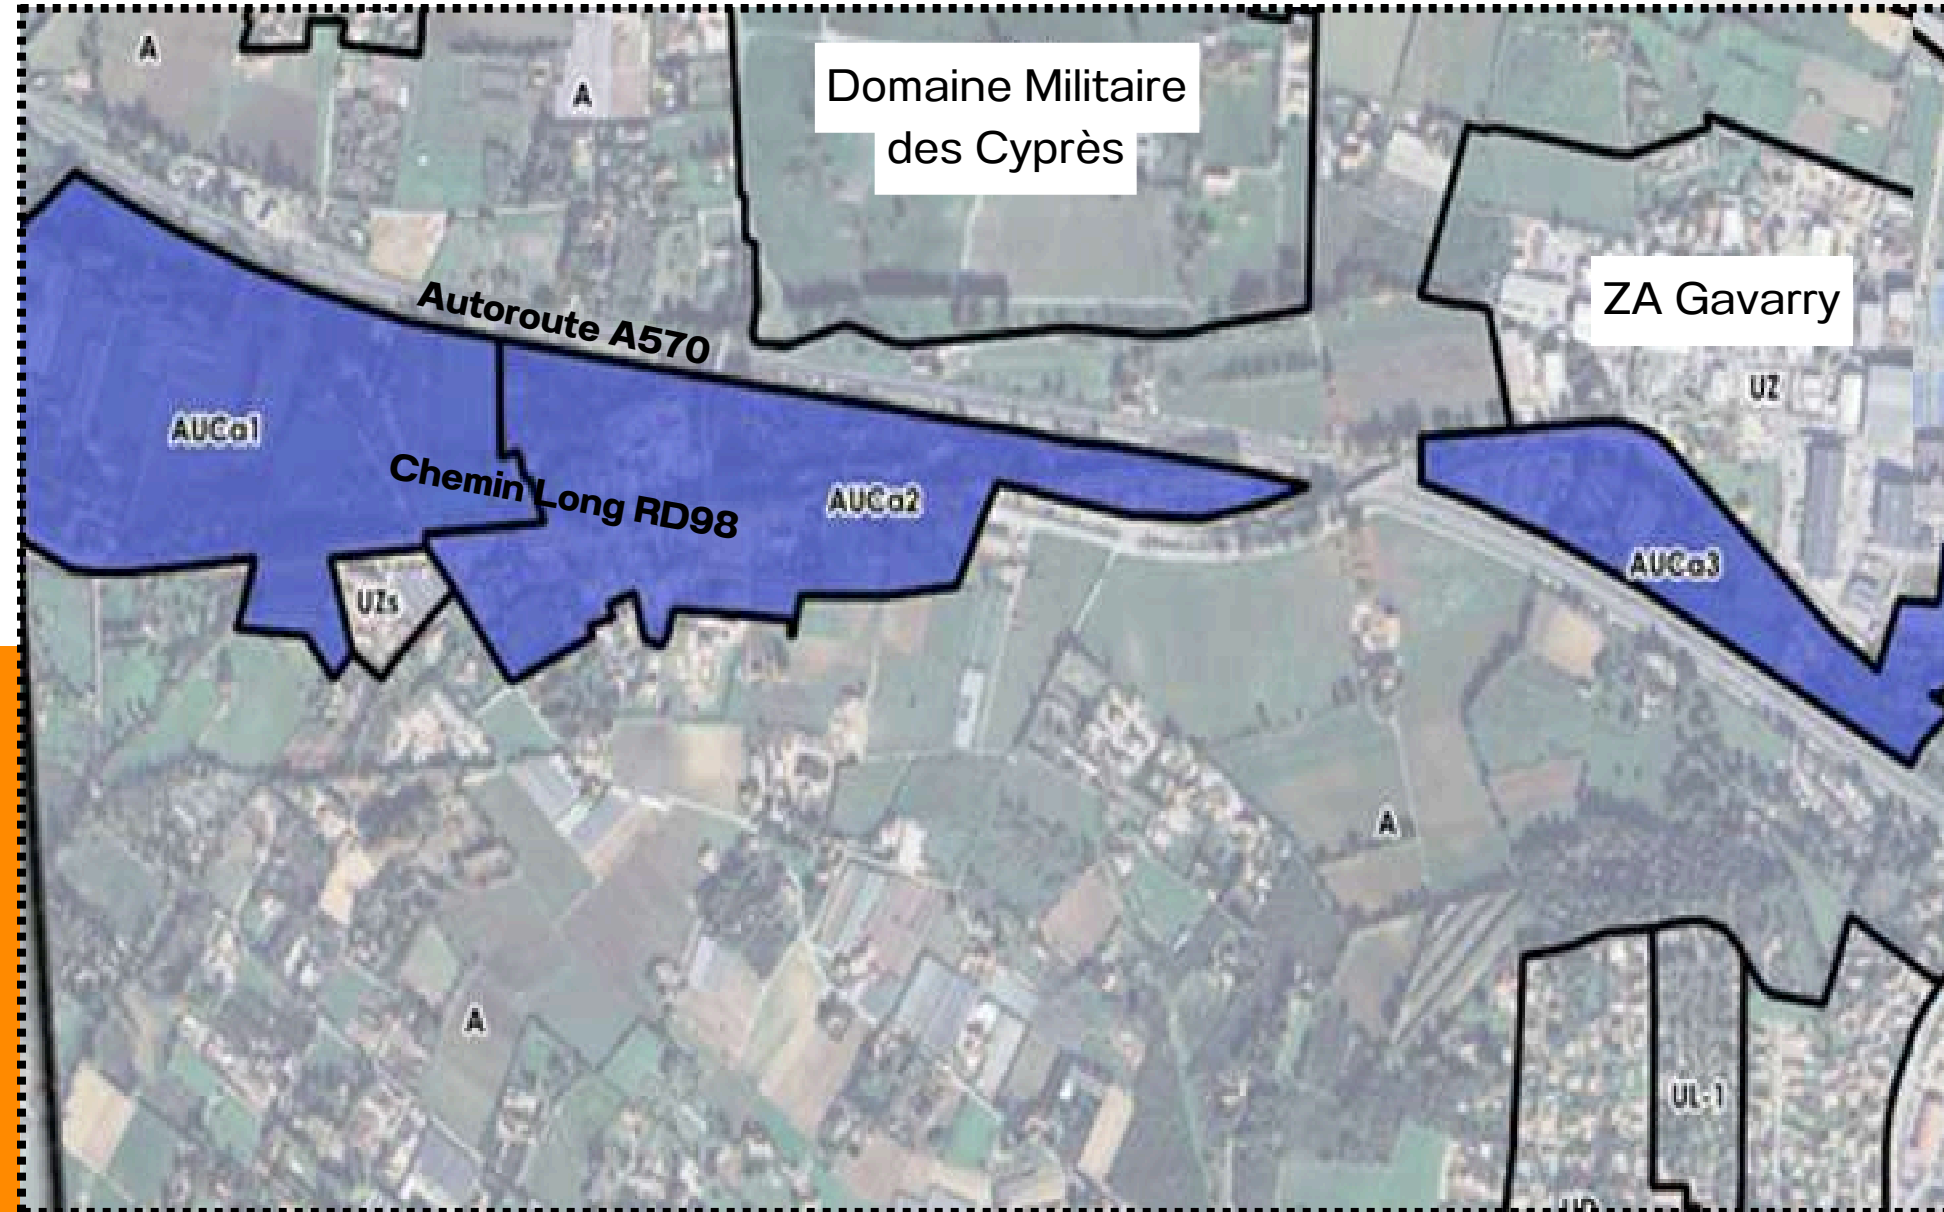 A
A
Domaine Militaire
des Cyprès
ZA Gavarry
Autoroute A570
UZ
AUCa1
Chemin Long RD98
AUCa2
AUCa3
UZs
A
A
UL-1